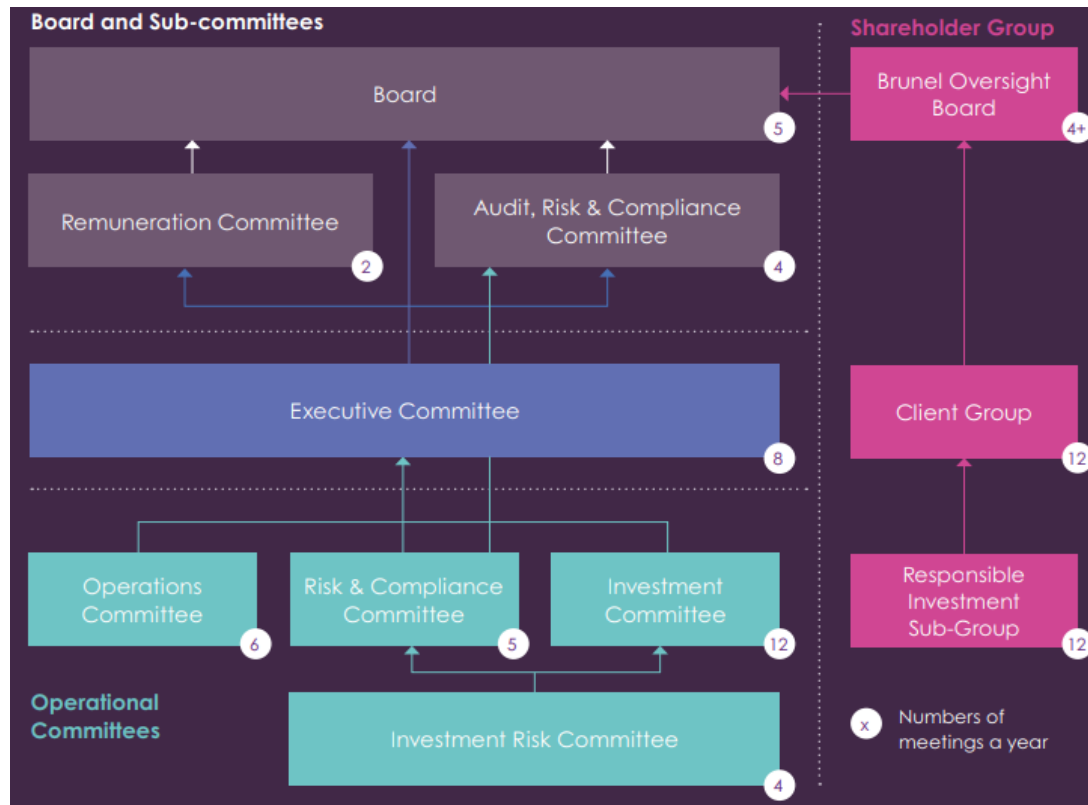 Board and Sub-committees
Shareholder Group
Board
5
Brunel Oversight
Board
4+
Remuneration Committee
2
Audit, Risk & Compliance
Committee
4
Executive Committee
8
Client Group
12
Operations
Committee
6
Risk & Compliance
Committee
5
Investment
Committee
12
Responsible
Investment
Sub-Group
12
Operational
Committees
Investment Risk Committee
4
x
Numbers of
meetings a year